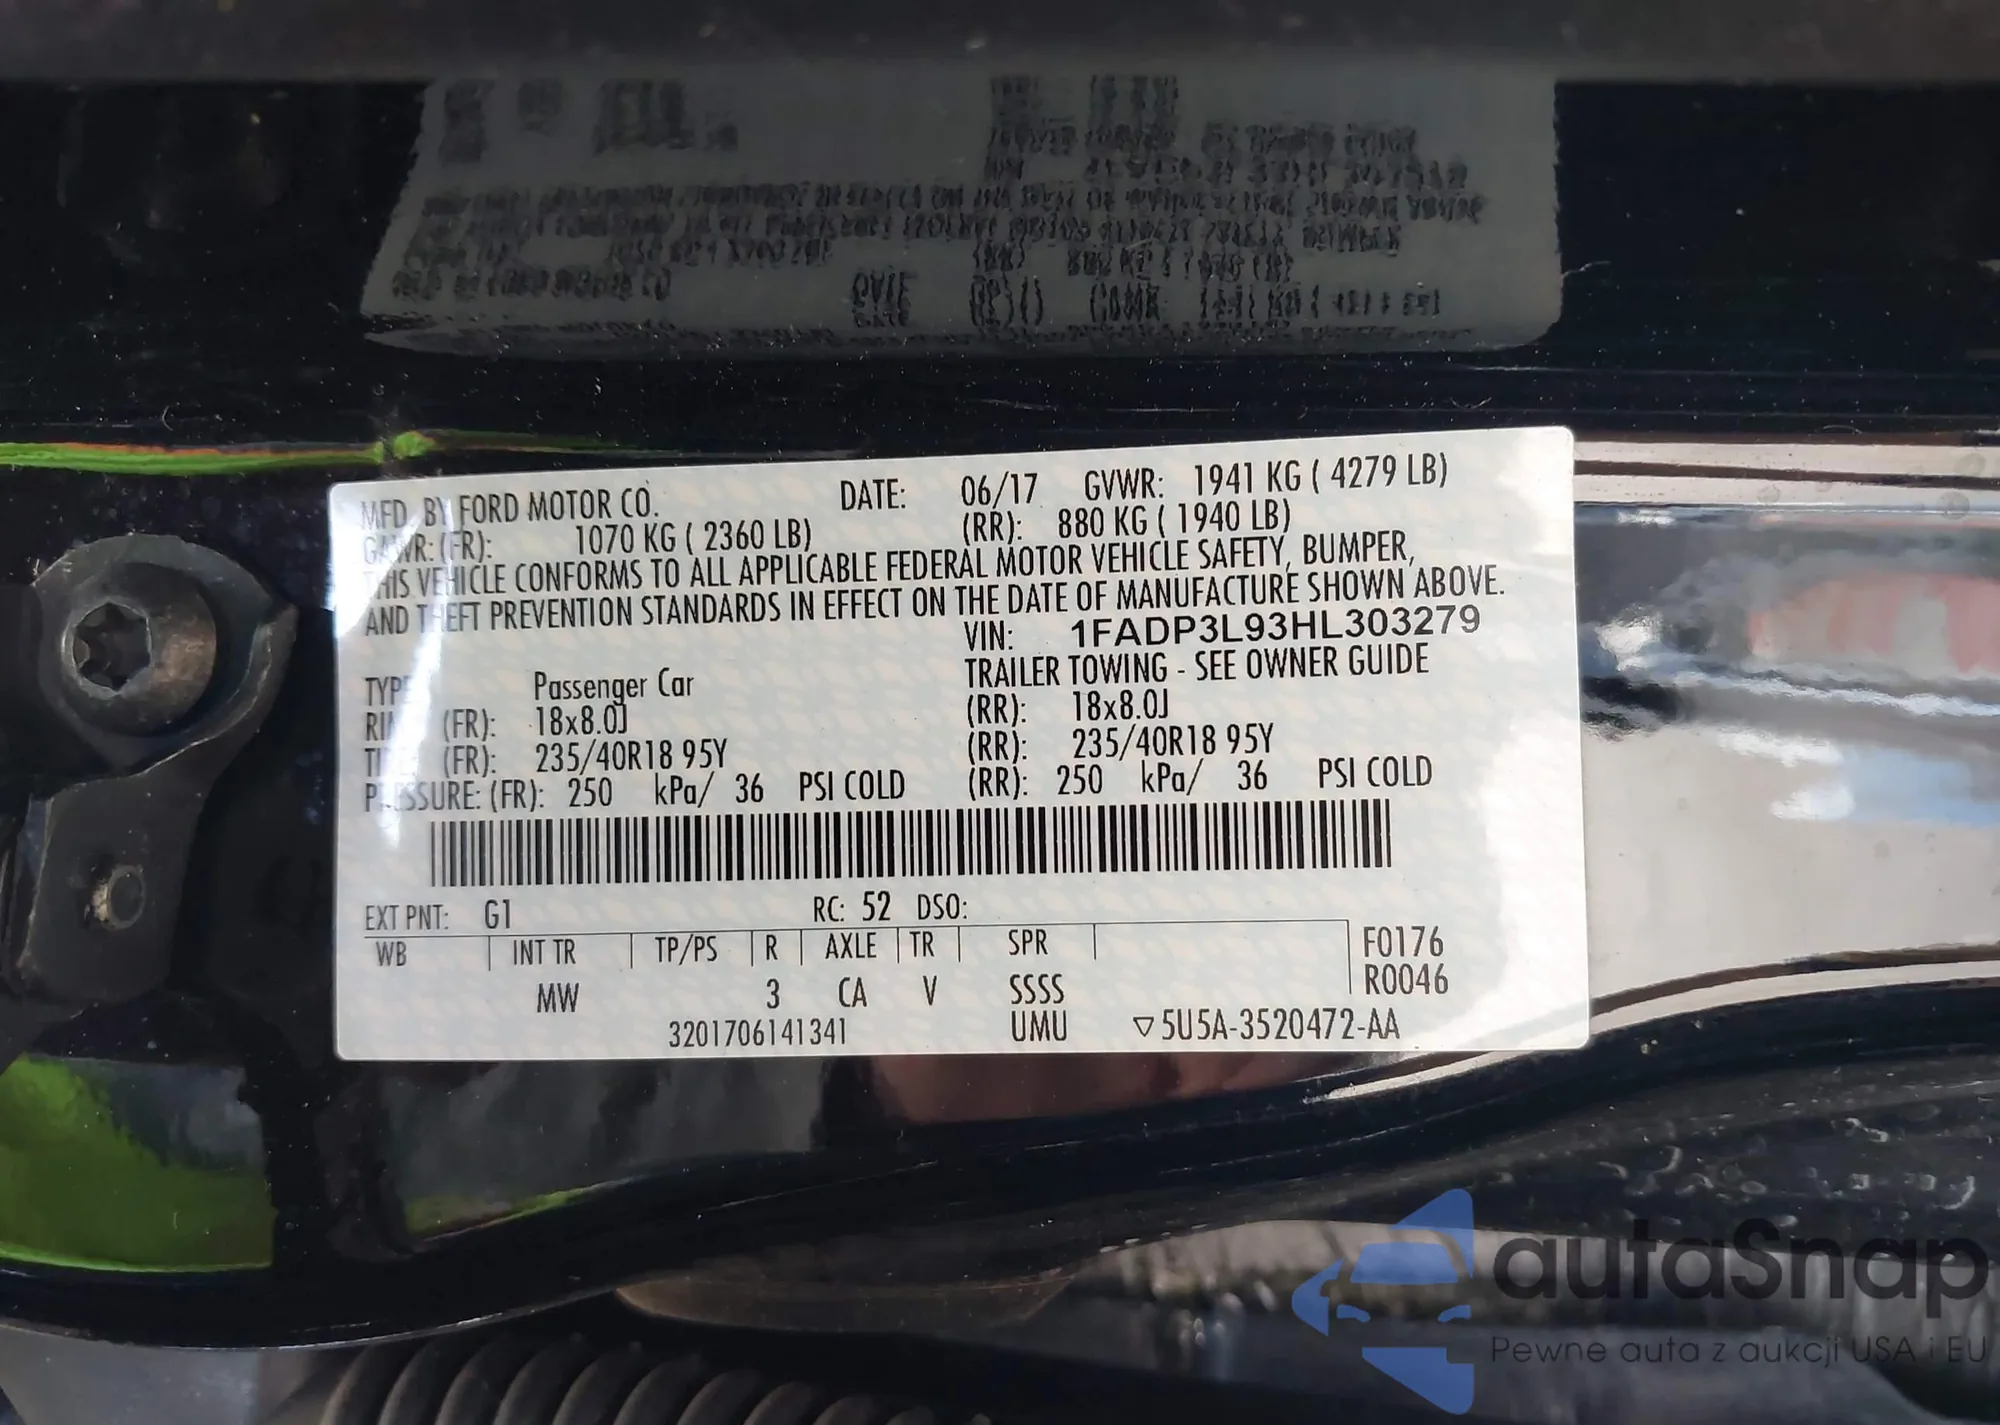 MFD. BY FORD MOTOR CO. DATE: 06/17 GVWR: 1941 KG ( 4279 LB)
GAWR: (FR): 1070 KG ( 2360 LB) (RR): 880 KG ( 1940 LB)
THIS VEHICLE CONFORMS TO ALL APPLICABLE FEDERAL MOTOR VEHICLE SAFETY, BUMPER,
AND THEFT PREVENTION STANDARDS IN EFFECT ON THE DATE OF MANUFACTURE SHOWN ABOVE.
VIN: 1FADP3L93HL303279
TYPE Passenger Car TRAILER TOWING - SEE OWNER GUIDE
RIM (FR): 18x8.0J (RR): 18x8.0J
TIRE (FR): 235/40R18 95Y (RR): 235/40R18 95Y
PRESSURE: (FR): 250 kPa/ 36 PSI COLD (RR): 250 kPa/ 36 PSI COLD
EXT PNT: G1 RC: 52 DSO:
WB INT TR TP/PS R AXLE TR SPR F0176
MW 3 CA V SSSS R0046
3201706141341 UMU ▽5U5A-3520472-AA
autaSnap
Pewne auta z aukcji USA i EU